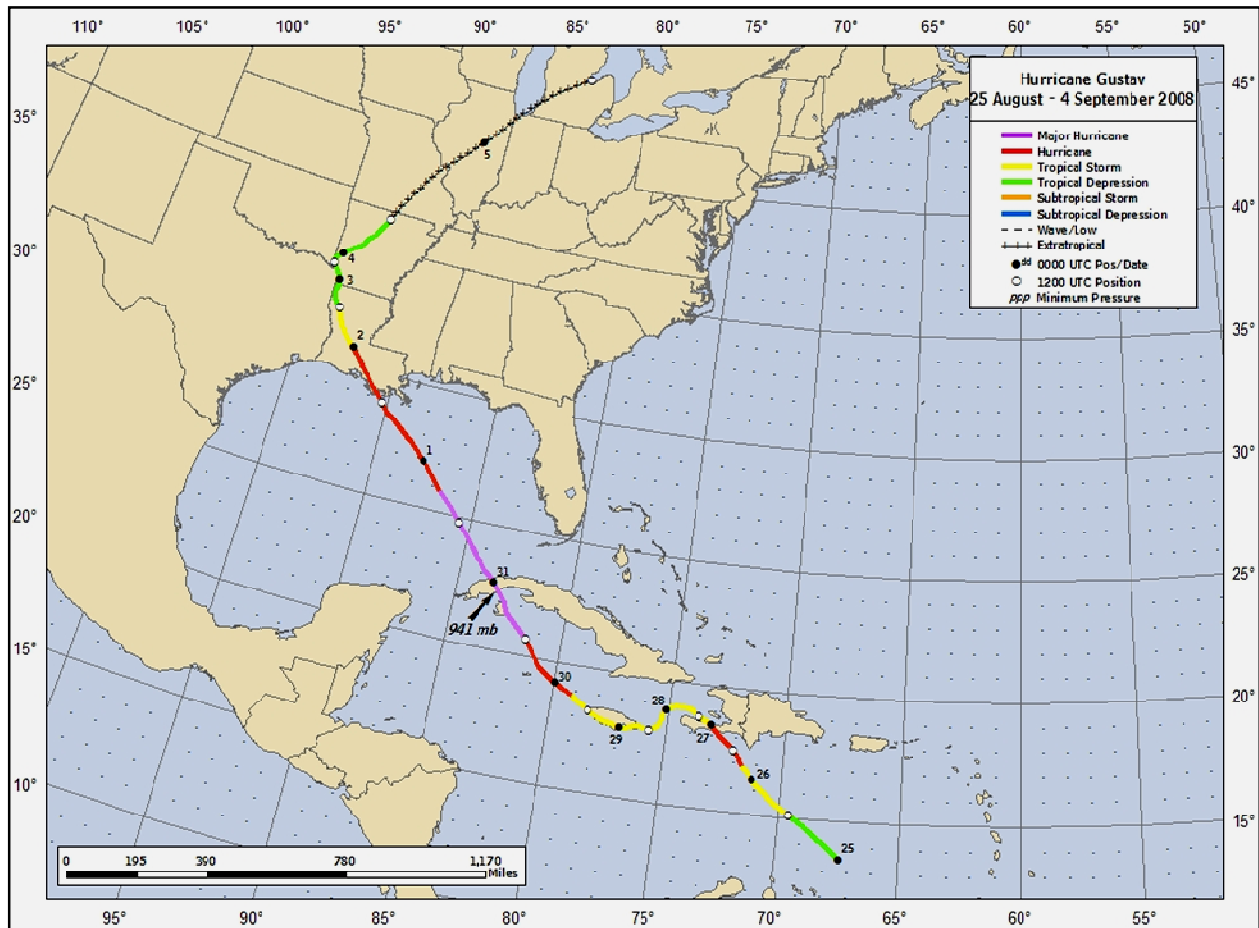 110° 105° 100° 95° 90° 85° 80° 75° 70° 65° 60° 55° 50°
Hurricane Gustav
25 August - 4 September 2008
Major Hurricane
Hurricane
Tropical Storm
Tropical Depression
Subtropical Storm
Subtropical Depression
Wave/Low
Extratropical
dd 0000 UTC Pos/Date
1200 UTC Position
ppp Minimum Pressure
45°
35°
5
40°
30°
4
3
35°
2
25°
30°
1
20°
25°
31
941 mb
15°
30
20°
28
29
27
26
10°
15°
25
0 195 390 780 1,170
Miles
95° 90° 85° 80° 75° 70° 65° 60° 55°